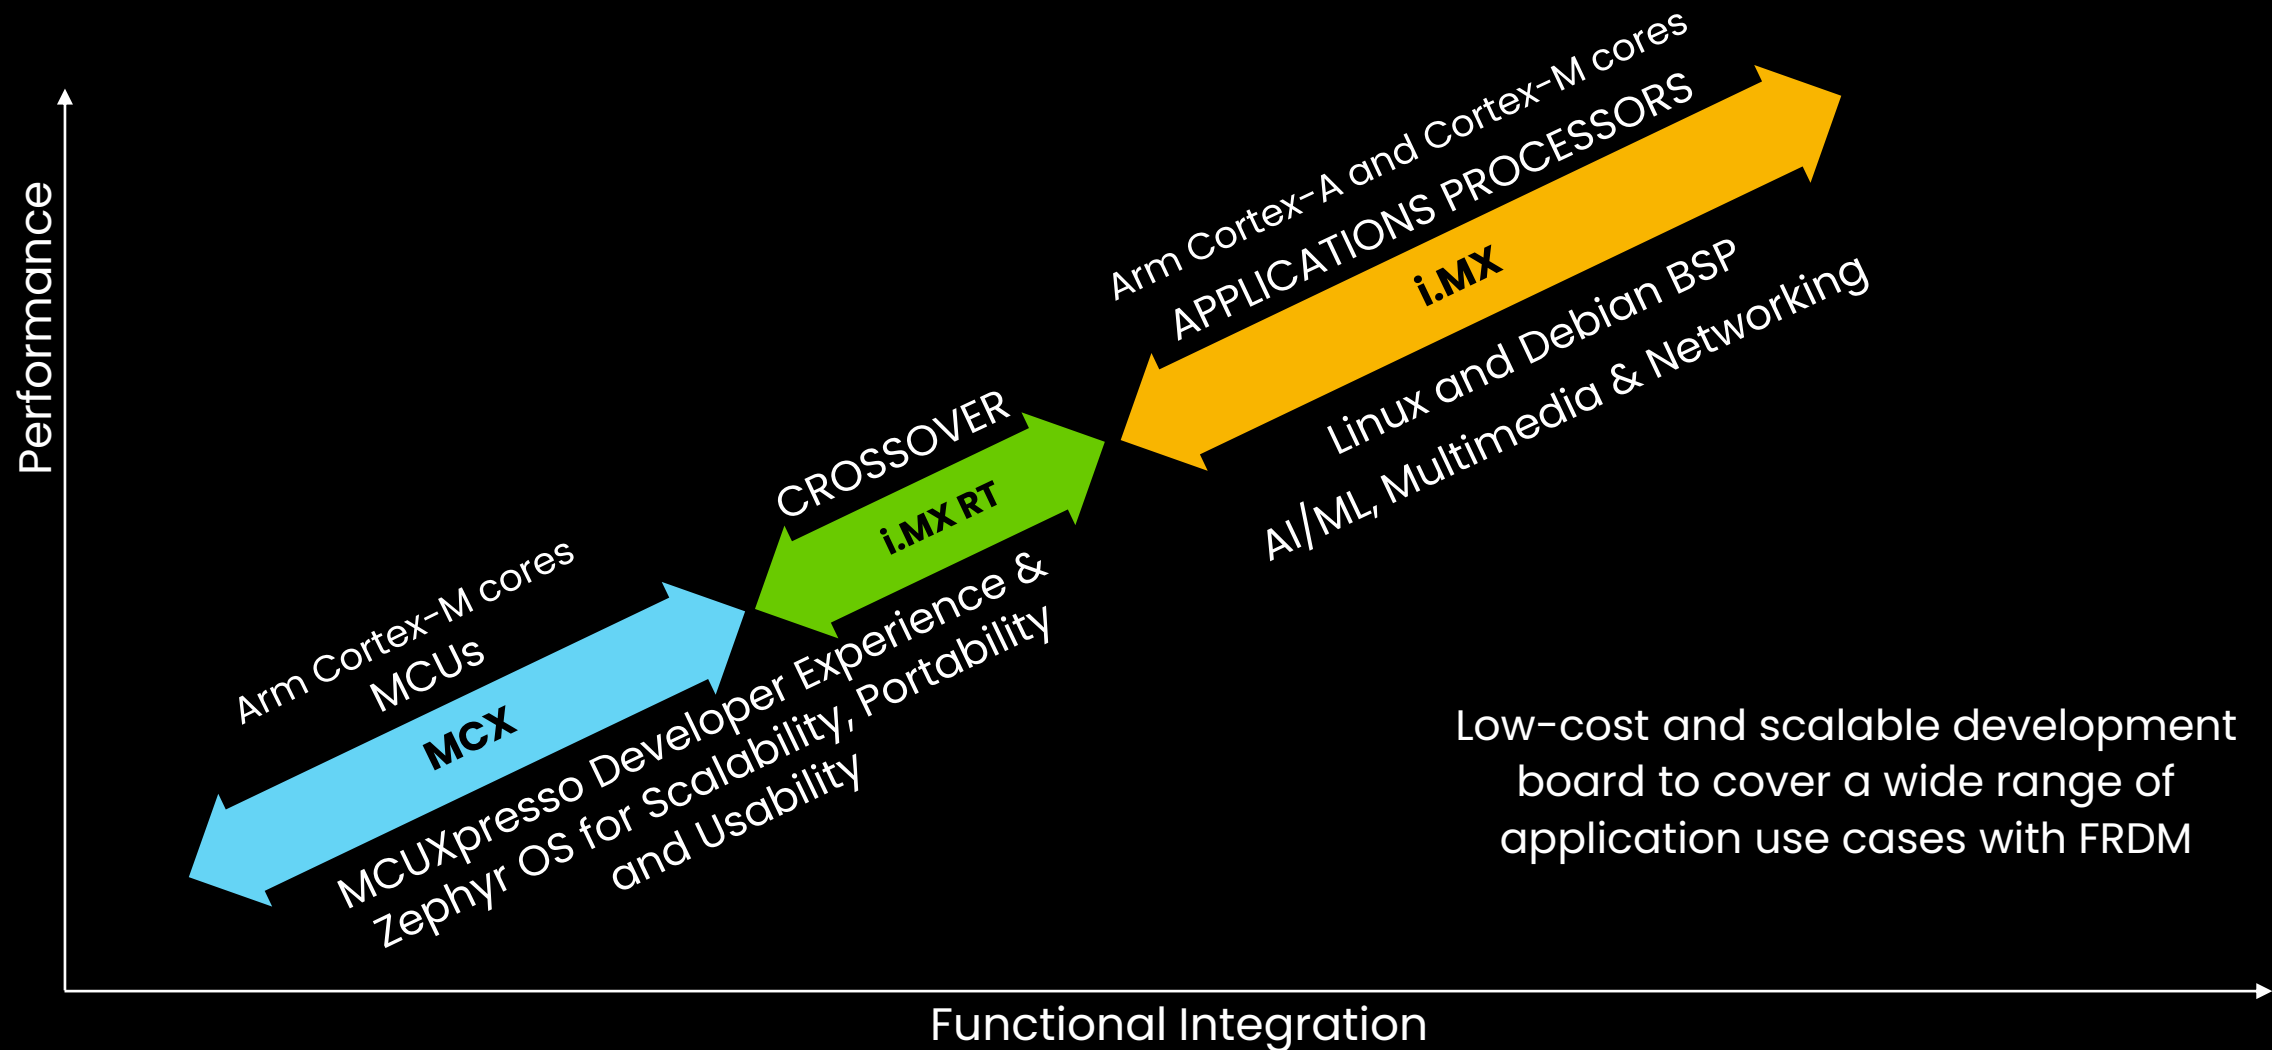 Arm Cortex-A and Cortex-M cores
APPLICATIONS PROCESSORS
i.MX
Linux and Debian BSP
AI/ML, Multimedia & Networking
Performance
CROSSOVER
i.MX RT
Arm Cortex-M cores
MCUs
MCX
MCUXpresso Developer Experience &
Zephyr OS for Scalability, Portability
and Usability
Low-cost and scalable development
board to cover a wide range of
application use cases with FRDM
Functional Integration